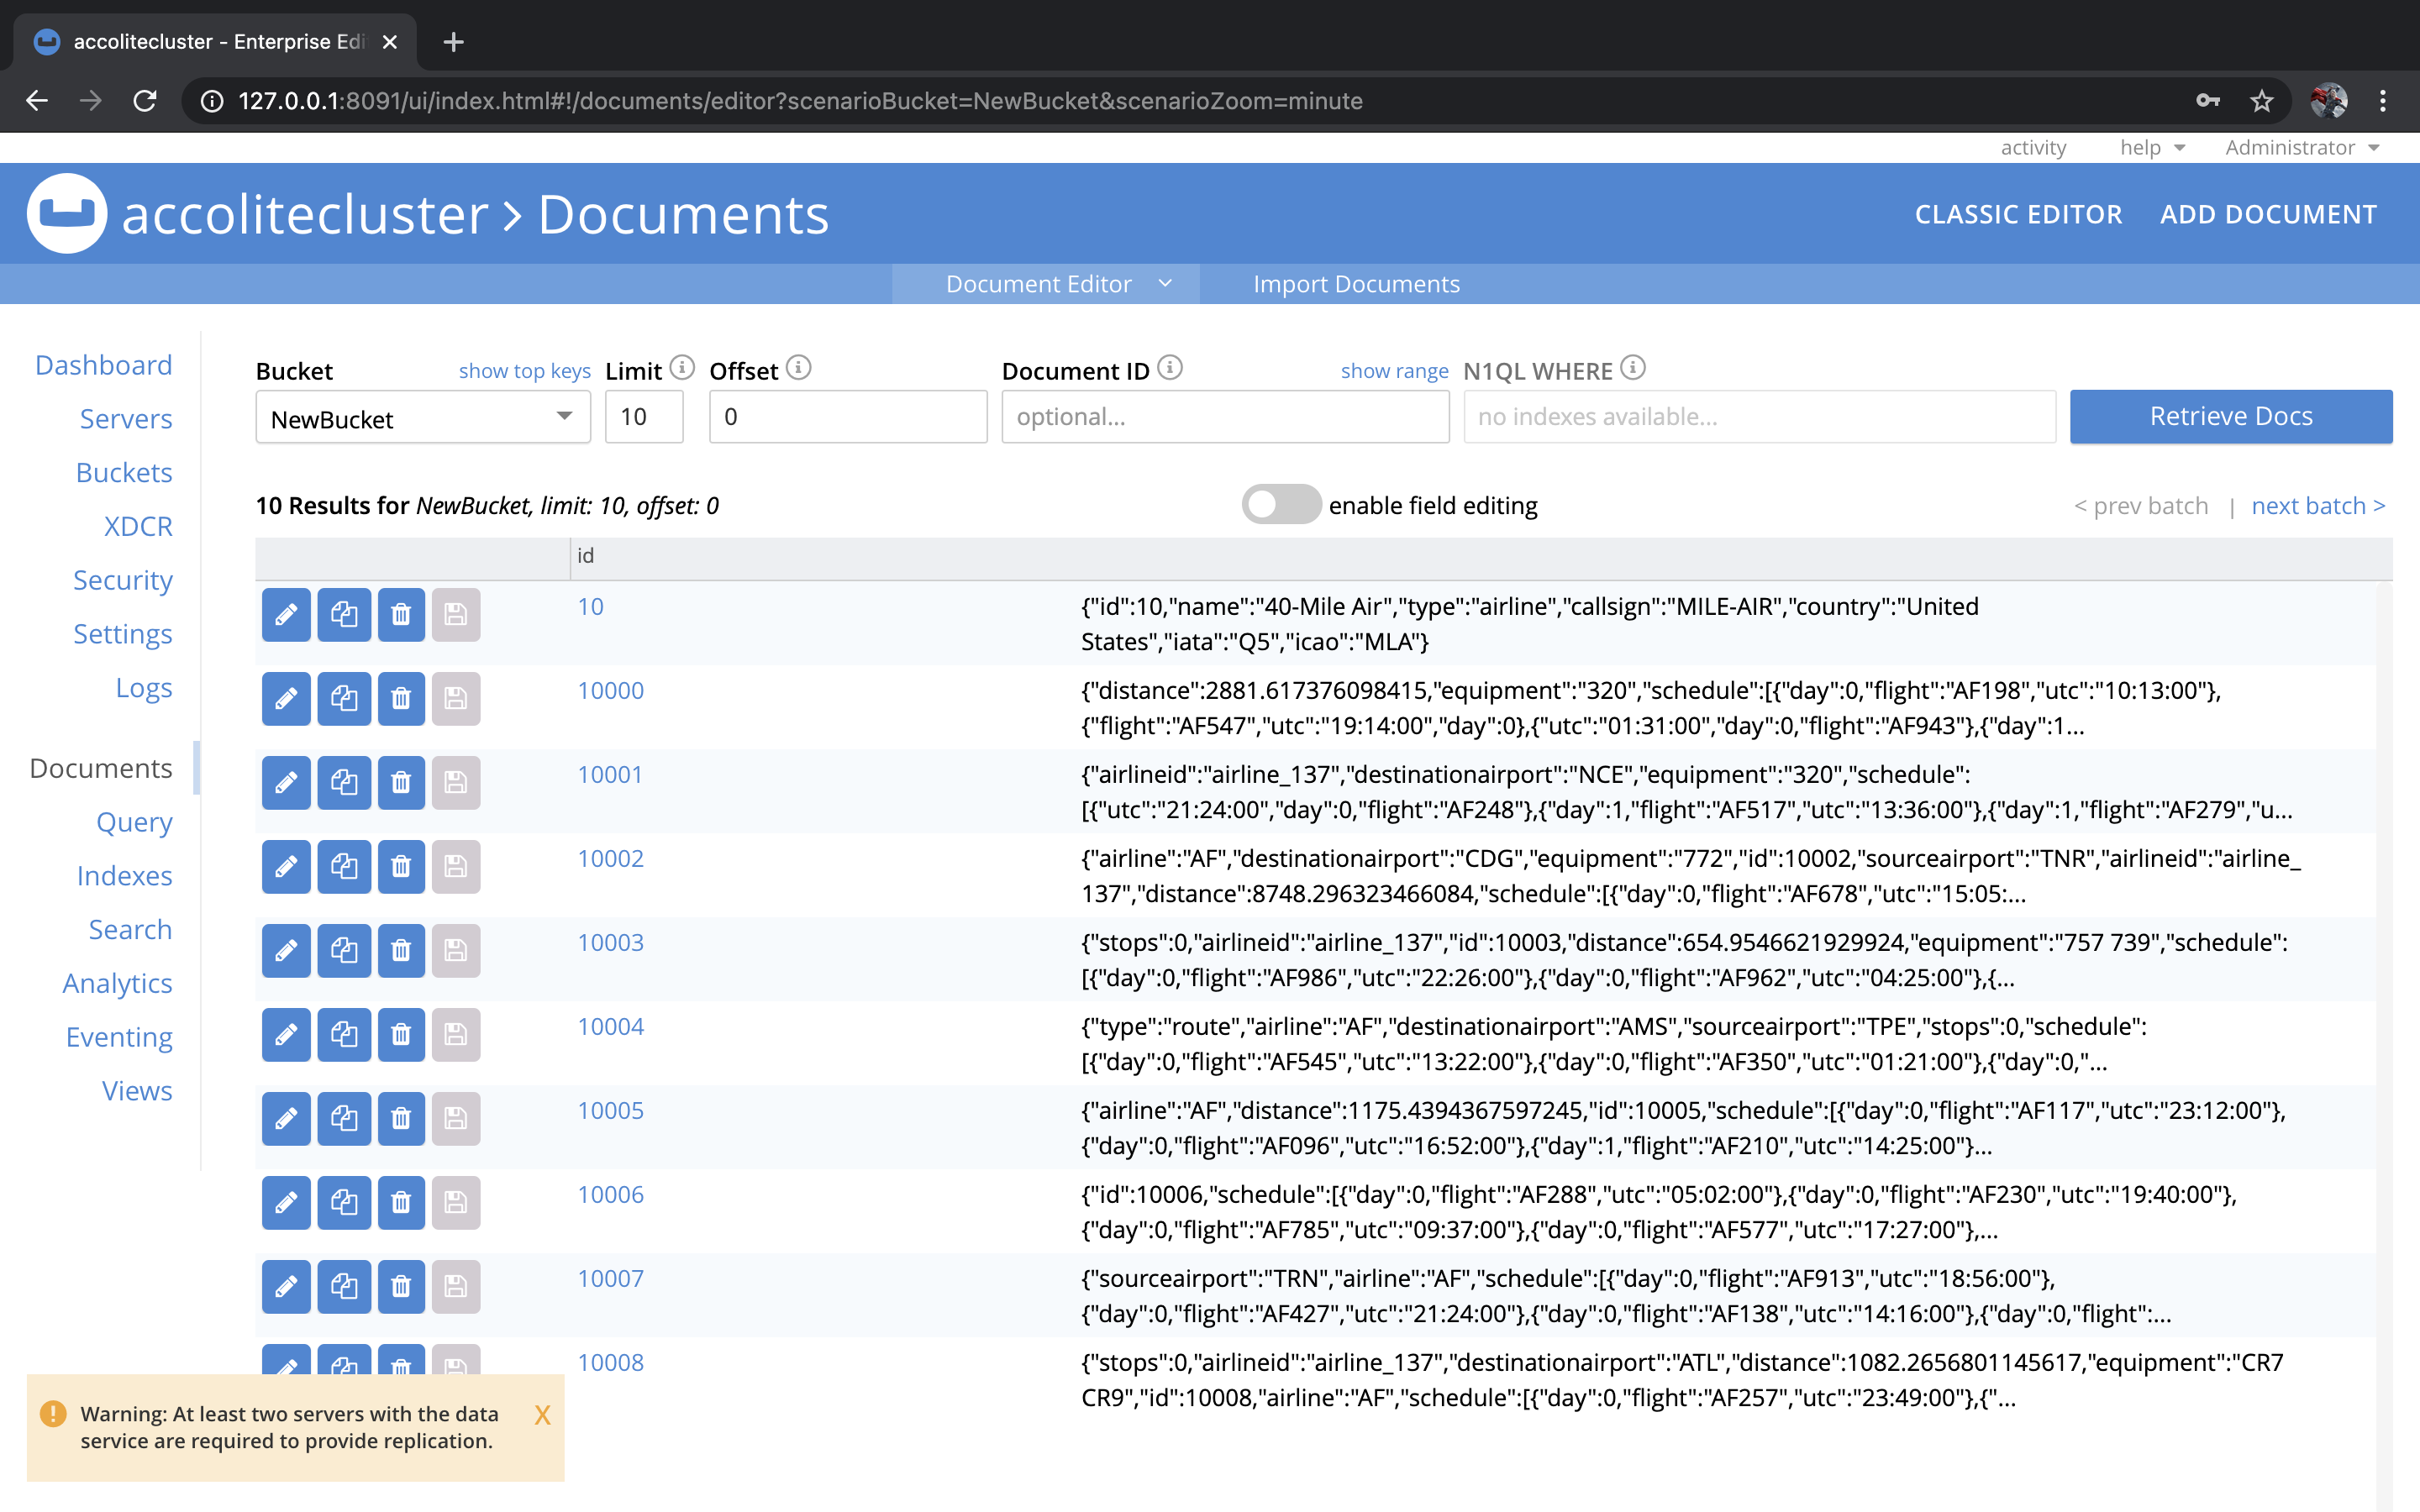 accolitecluster - Enterprise Edi
127.0.0.1:8091/ui/index.html#!/documents/editor?scenarioBucket=NewBucket&scenarioZoom=minute
activity help Administrator
accolitecluster > Documents CLASSIC EDITOR ADD DOCUMENT
Document Editor Import Documents
Dashboard
Servers
Buckets
XDCR
Security
Settings
Logs
Documents
Query
Indexes
Search
Analytics
Eventing
Views
Bucket show top keys Limit Offset Document ID show range N1QL WHERE
NewBucket 10 0 optional... no indexes available... Retrieve Docs
10 Results for NewBucket, limit: 10, offset: 0 enable field editing < prev batch | next batch >
id
10 {"id":10,"name":"40-Mile Air","type":"airline","callsign":"MILE-AIR","country":"United
States","iata":"Q5","icao":"MLA"}
10000 {"distance":2881.617376098415,"equipment":"320","schedule":[{"day":0,"flight":"AF198","utc":"10:13:00"},
{"flight":"AF547","utc":"19:14:00","day":0},{"utc":"01:31:00","day":0,"flight":"AF943"},{"day":1...
10001 {"airlineid":"airline_137","destinationairport":"NCE","equipment":"320","schedule":
[{"utc":"21:24:00","day":0,"flight":"AF248"},{"day":1,"flight":"AF517","utc":"13:36:00"},{"day":1,"flight":"AF279","u...
10002 {"airline":"AF","destinationairport":"CDG","equipment":"772","id":10002,"sourceairport":"TNR","airlineid":"airline_
137","distance":8748.296323466084,"schedule":[{"day":0,"flight":"AF678","utc":"15:05:...
10003 {"stops":0,"airlineid":"airline_137","id":10003,"distance":654.9546621929924,"equipment":"757 739","schedule":
[{"day":0,"flight":"AF986","utc":"22:26:00"},{"day":0,"flight":"AF962","utc":"04:25:00"},{...
10004 {"type":"route","airline":"AF","destinationairport":"AMS","sourceairport":"TPE","stops":0,"schedule":
[{"day":0,"flight":"AF545","utc":"13:22:00"},{"day":0,"flight":"AF350","utc":"01:21:00"},{"day":0,"...
10005 {"airline":"AF","distance":1175.4394367597245,"id":10005,"schedule":[{"day":0,"flight":"AF117","utc":"23:12:00"},
{"day":0,"flight":"AF096","utc":"16:52:00"},{"day":1,"flight":"AF210","utc":"14:25:00"}...
10006 {"id":10006,"schedule":[{"day":0,"flight":"AF288","utc":"05:02:00"},{"day":0,"flight":"AF230","utc":"19:40:00"},
{"day":0,"flight":"AF785","utc":"09:37:00"},{"day":0,"flight":"AF577","utc":"17:27:00"},...
10007 {"sourceairport":"TRN","airline":"AF","schedule":[{"day":0,"flight":"AF913","utc":"18:56:00"},
{"day":0,"flight":"AF427","utc":"21:24:00"},{"day":0,"flight":"AF138","utc":"14:16:00"},{"day":0,"flight":...
10008 {"stops":0,"airlineid":"airline_137","destinationairport":"ATL","distance":1082.2656801145617,"equipment":"CR7
CR9","id":10008,"airline":"AF","schedule":[{"day":0,"flight":"AF257","utc":"23:49:00"},{"...
Warning: At least two servers with the data X
service are required to provide replication.